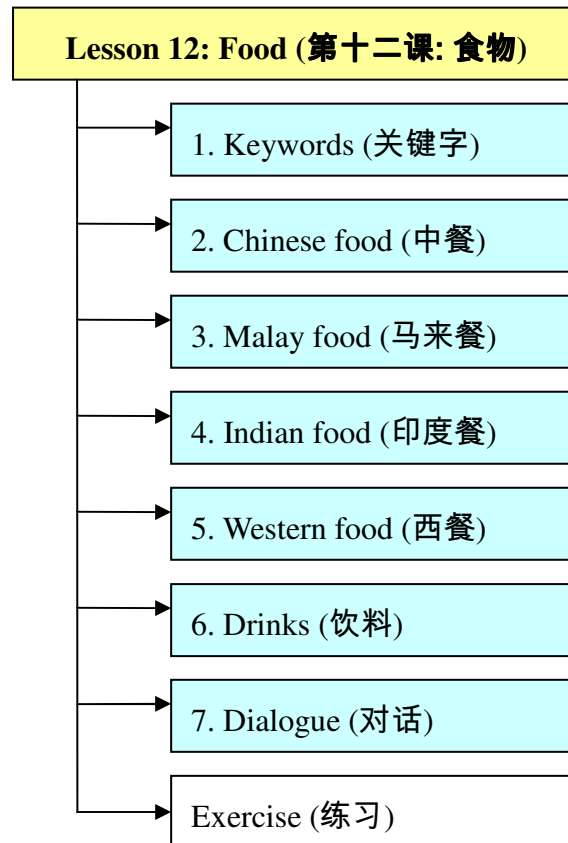 Lesson 12: Food (第十二课: 食物)
1. Keywords (关键字)
2. Chinese food (中餐)
3. Malay food (马来餐)
4. Indian food (印度餐)
5. Western food (西餐)
6. Drinks (饮料)
7. Dialogue (对话)
Exercise (练习)